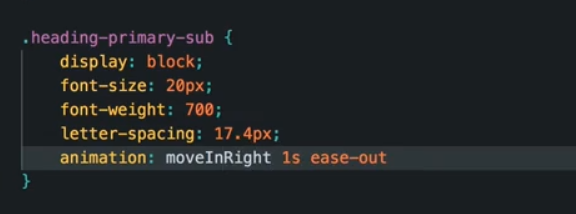 .heading-primary-sub {
display: block;
font-size: 20px;
font-weight: 700;
letter-spacing: 17.4px;
animation: moveInRight 1s ease-out
}